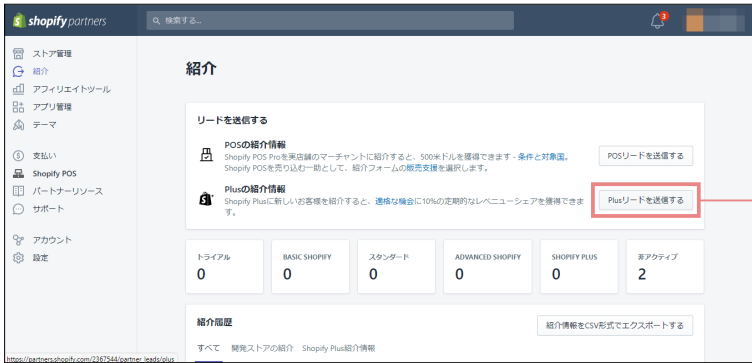 shopify partners
検索する...
3
ストア管理
紹介
アフィリエイトツール
アプリ管理
テーマ
支払い
Shopify POS
パートナーリソース
サポート
アカウント
設定
紹介
リードを送信する
POSの紹介情報
Shopify POS Proを実店舗のマーチャントに紹介すると、500米ドルを獲得できます - 条件と対象国。
Shopify POSを売り込む一助として、紹介フォームの販売支援を選択します。
POSリードを送信する
Plusの紹介情報
Shopify Plusに新しいお客様を紹介すると、適格な機会に10%の定期的なレベニューシェアを獲得できま
す。
Plusリードを送信する
トライアル
0
BASIC SHOPIFY
0
スタンダード
0
ADVANCED SHOPIFY
0
SHOPIFY PLUS
0
非アクティブ
2
紹介履歴
紹介情報をCSV形式でエクスポートする
すべて 開発ストアの紹介 Shopify Plus紹介情報
https://partners.shopify.com/2367544/partner_leads/plus